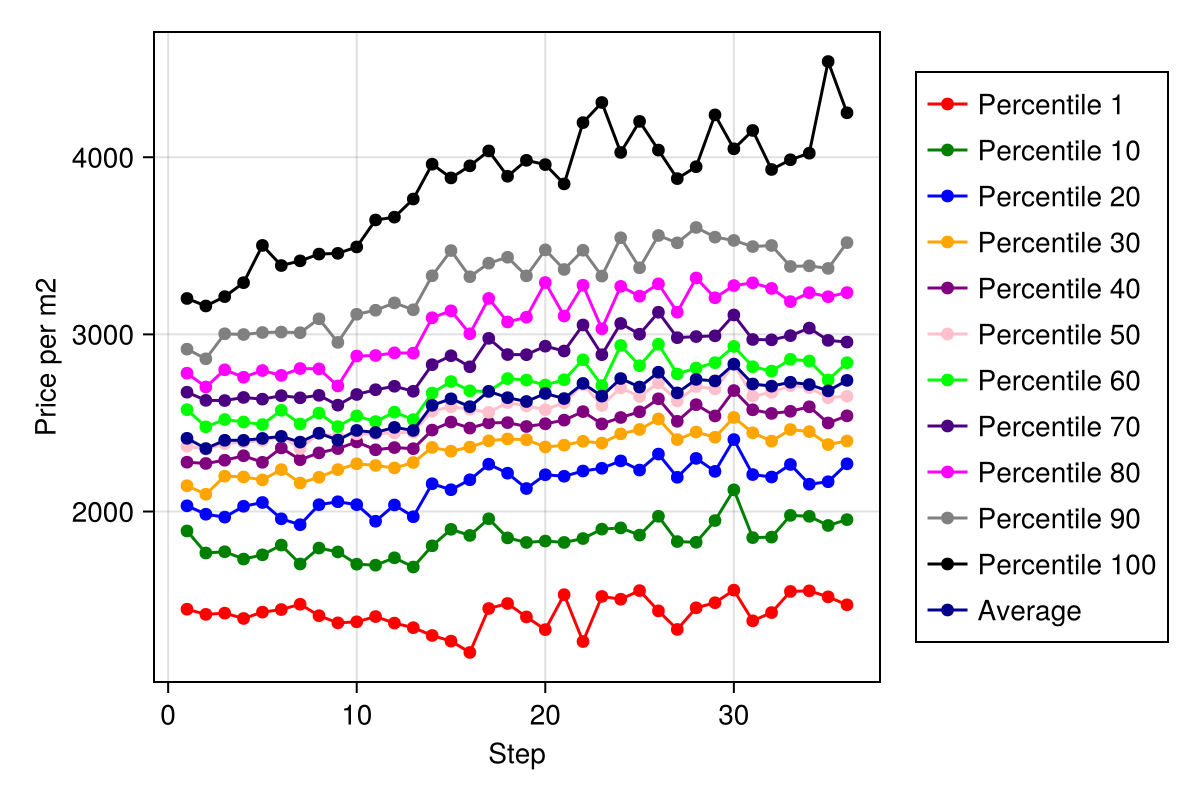 Price per m2
4000
3000
2000
0 10 20 30
Step
Percentile 1
Percentile 10
Percentile 20
Percentile 30
Percentile 40
Percentile 50
Percentile 60
Percentile 70
Percentile 80
Percentile 90
Percentile 100
Average